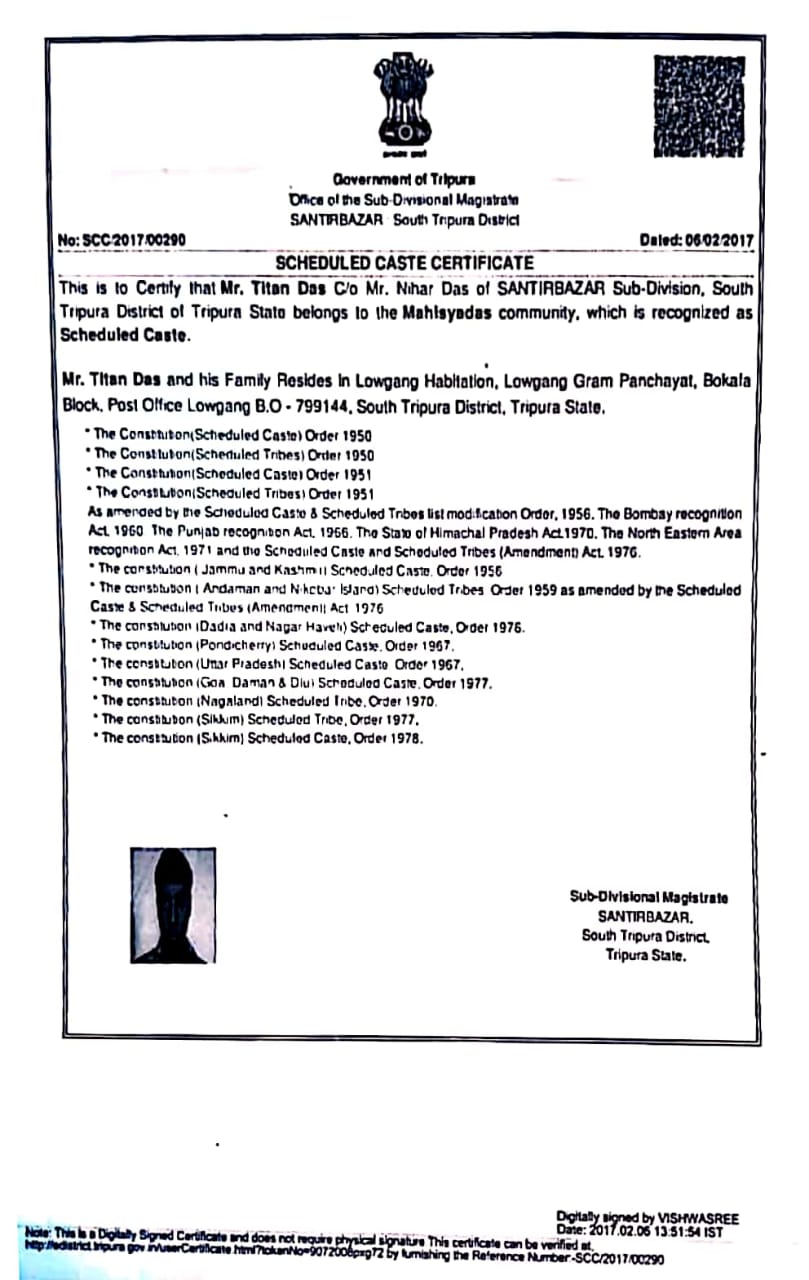 Government of Tripura
Office of the Sub-Divisional Magistrate
SANTIRBAZAR South Tripura District
No: SCC/2017/00290
Dated: 06/02/2017
SCHEDULED CASTE CERTIFICATE
This is to Certify that Mr. Titan Das C/o Mr. Nihar Das of SANTIRBAZAR Sub-Division, South
Tripura District of Tripura State belongs to the Mahisyadas community, which is recognized as
Scheduled Caste.
Mr. Titan Das and his Family Resides in Lowgang Habitation, Lowgang Gram Panchayat, Bokala
Block, Post Office Lowgang B.O - 799144, South Tripura District, Tripura State.
* The Constitution(Scheduled Caste) Order 1950
* The Constitution(Scheduled Tribes) Order 1950
* The Constitution(Scheduled Caste) Order 1951
* The Constitution(Scheduled Tribes) Order 1951
As amended by the Scheduled Caste & Scheduled Tribes list modification Order, 1956. The Bombay recognition
Act. 1960 The Punjab recognition Act, 1966. The State of Himachal Pradesh Act.1970. The North Eastern Area
recognition Act, 1971 and the Scheduled Caste and Scheduled Tribes (Amendment) Act. 1976.
* The constitution ( Jammu and Kashmir) Scheduled Caste. Order 1956
* The constitution ( Andaman and Nikobar Island) Scheduled Tribes Order 1959 as amended by the Scheduled
Caste & Scheduled Tribes (Amendment) Act 1976
* The constitution (Dadra and Nagar Haveli) Scheduled Caste, Order 1976.
* The constitution (Pondicherry) Scheduled Caste, Order 1967.
* The constitution (Uttar Pradesh) Scheduled Caste Order 1967.
* The constitution (Goa Daman & Diu) Scheduled Caste, Order 1977.
* The constitution (Nagaland) Scheduled Tribe, Order 1970.
* The constitution (Sikkim) Scheduled Tribe, Order 1977.
* The constitution (Sikkim) Scheduled Caste, Order 1978.
Sub-Divisional Magistrate
SANTIRBAZAR,
South Tripura District,
Tripura State.
Digitally signed by VISHWASREE
Date: 2017.02.06 13:51:54 IST
Note: This is a Digitally Signed Certificate and does not require physical signature This certificate can be verified at
by furnishing the Reference Number:-SCC/2017/00290